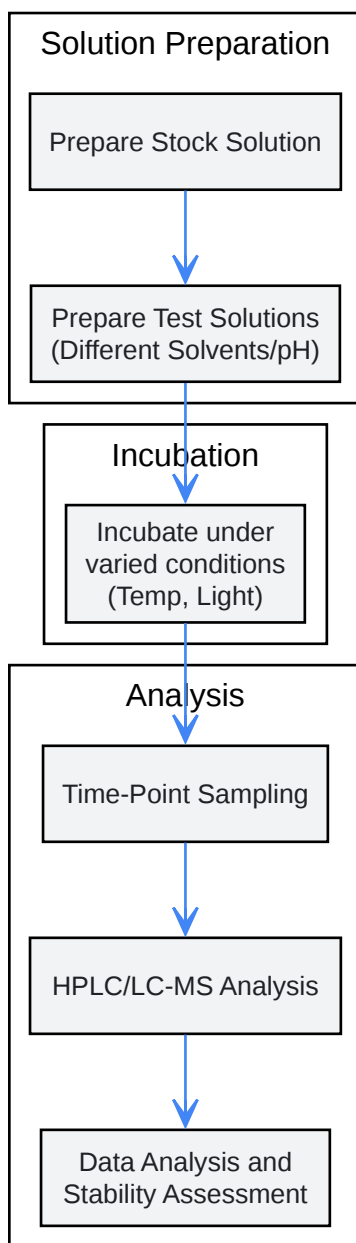 Solution Preparation
Prepare Stock Solution
Prepare Test Solutions
(Different Solvents/pH)
Incubation
Incubate under
varied conditions
(Temp, Light)
Analysis
Time-Point Sampling
HPLC/LC-MS Analysis
Data Analysis and
Stability Assessment